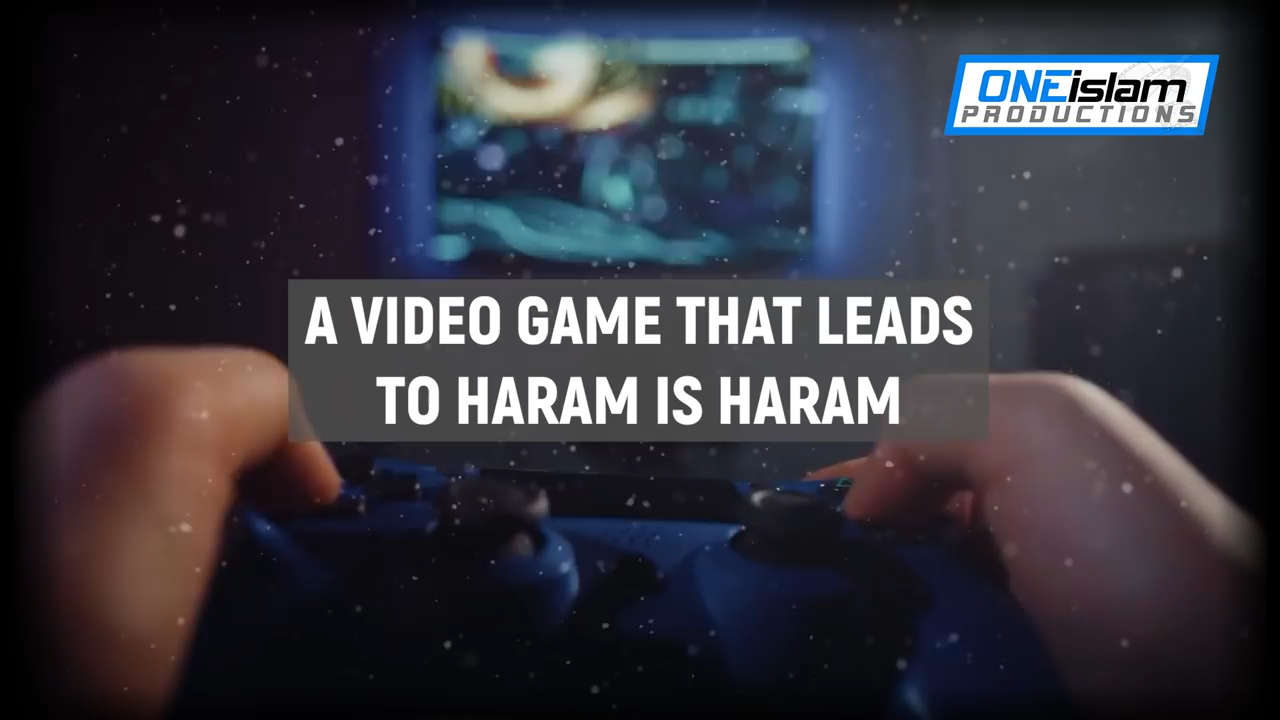 ONEislam
PRODUCTIONS
A VIDEO GAME THAT LEADS
TO HARAM IS HARAM